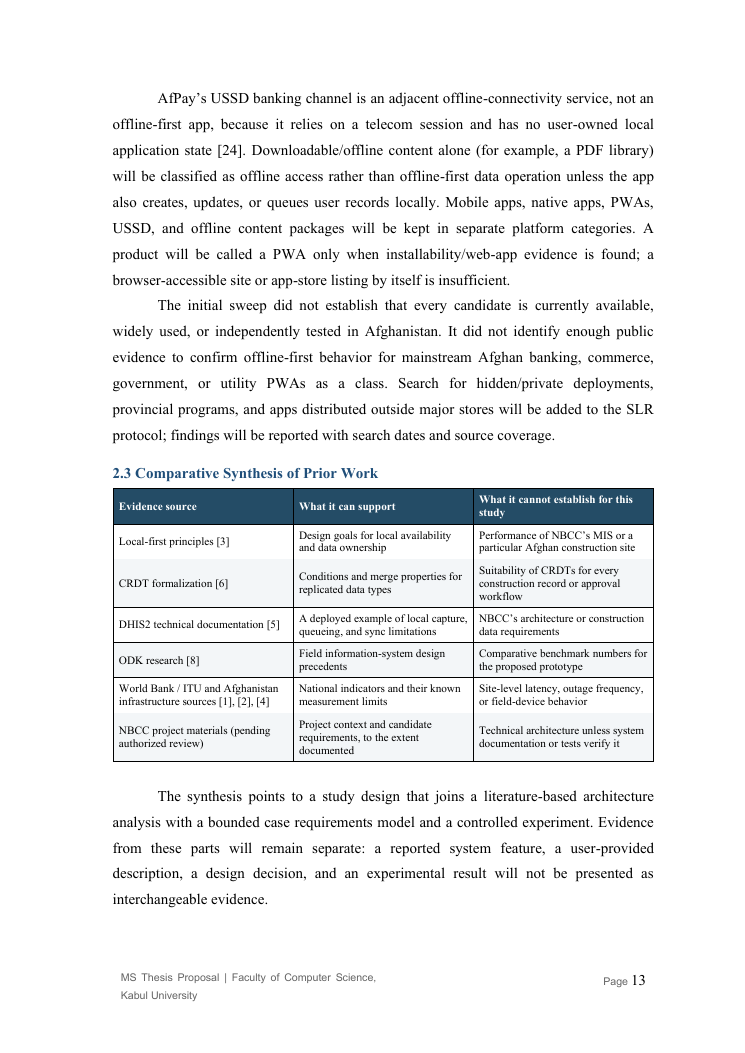 AfPay’s USSD banking channel is an adjacent offline-connectivity service, not an
offline-first app, because it relies on a telecom session and has no user-owned local
application state [24]. Downloadable/offline content alone (for example, a PDF library)
will be classified as offline access rather than offline-first data operation unless the app
also creates, updates, or queues user records locally. Mobile apps, native apps, PWAs,
USSD, and offline content packages will be kept in separate platform categories. A
product will be called a PWA only when installability/web-app evidence is found; a
browser-accessible site or app-store listing by itself is insufficient.
The initial sweep did not establish that every candidate is currently available,
widely used, or independently tested in Afghanistan. It did not identify enough public
evidence to confirm offline-first behavior for mainstream Afghan banking, commerce,
government, or utility PWAs as a class. Search for hidden/private deployments,
provincial programs, and apps distributed outside major stores will be added to the SLR
protocol; findings will be reported with search dates and source coverage.
2.3 Comparative Synthesis of Prior Work
Evidence source
What it can support
What it cannot establish for this
study
Local-first principles [3]
Design goals for local availability
and data ownership
Performance of NBCC’s MIS or a
particular Afghan construction site
CRDT formalization [6]
Conditions and merge properties for
replicated data types
Suitability of CRDTs for every
construction record or approval
workflow
DHIS2 technical documentation [5]
A deployed example of local capture,
queueing, and sync limitations
NBCC’s architecture or construction
data requirements
ODK research [8]
Field information-system design
precedents
Comparative benchmark numbers for
the proposed prototype
World Bank / ITU and Afghanistan
infrastructure sources [1], [2], [4]
National indicators and their known
measurement limits
Site-level latency, outage frequency,
or field-device behavior
NBCC project materials (pending
authorized review)
Project context and candidate
requirements, to the extent
documented
Technical architecture unless system
documentation or tests verify it
The synthesis points to a study design that joins a literature-based architecture
analysis with a bounded case requirements model and a controlled experiment. Evidence
from these parts will remain separate: a reported system feature, a user-provided
description, a design decision, and an experimental result will not be presented as
interchangeable evidence.
MS Thesis Proposal | Faculty of Computer Science,
Kabul University
Page 13